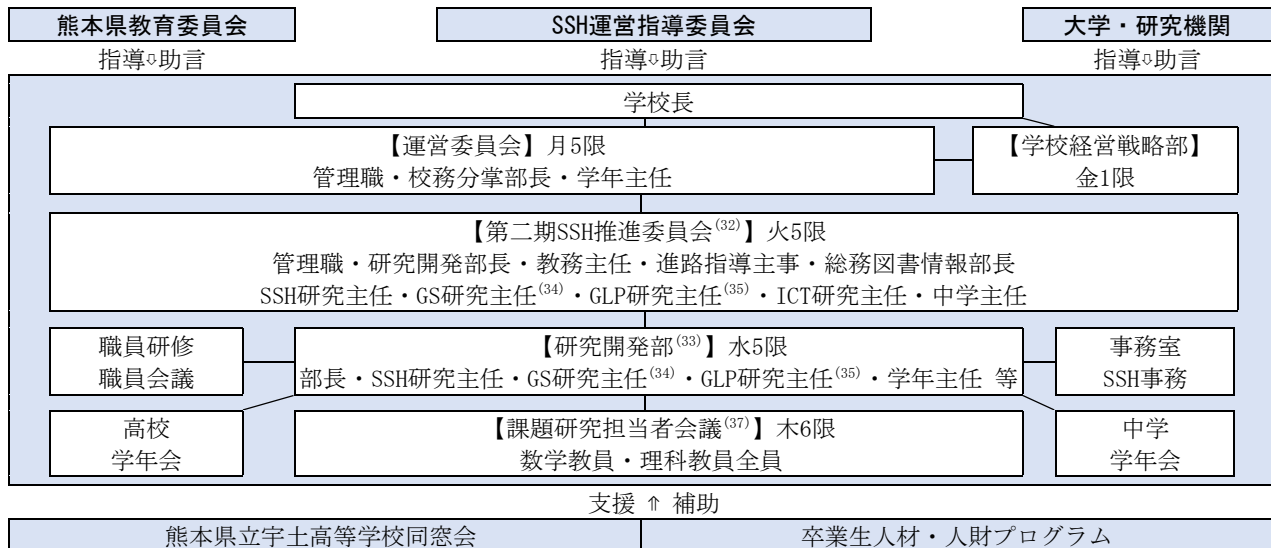 熊本県教育委員会
SSH運営指導委員会
大学・研究機関
指導⇩助言
指導⇩助言
指導⇩助言
学校長
【運営委員会】月5限
管理職・校務分掌部長・学年主任
【学校経営戦略部】
金1限
【第二期SSH推進委員会(32)】火5限
管理職・研究開発部長・教務主任・進路指導主事・総務図書情報部長
SSH研究主任・GS研究主任(34)・GLP研究主任(35)・ICT研究主任・中学主任
職員研修
職員会議
【研究開発部(33)】水5限
部長・SSH研究主任・GS研究主任(34)・GLP研究主任(35)・学年主任 等
事務室
SSH事務
高校
学年会
【課題研究担当者会議(37)】木6限
数学教員・理科教員全員
中学
学年会
支援 ⇑ 補助
熊本県立宇土高等学校同窓会
卒業生人材・人財プログラム